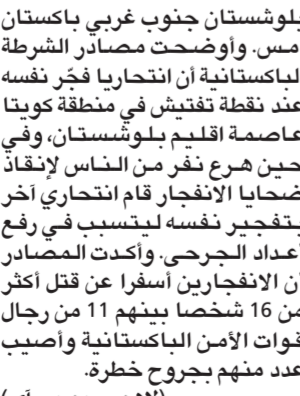 بلوشستان جنوب غربي باكستان
امس. وأوضحت مصادر الشرطة
الباكستانية أن انتحاريا فجّر نفسه
عند نقطة تفتيش في منطقة كويتا
عاصمة اقليم بلوشستان، وفي
حين هرع نفر من الناس لإنقاذ
ضحايا الانفجار قام انتحاري آخر
بتفجير نفسه ليتسبب في رفع
أعداد الجرحى. وأكدت المصادر
أن الانفجارين أسفرا عن قتل أكثر
من 16 شخصا بينهم 11 من رجال
قوات الأمن الباكستانية وأصيب
عدد منهم بجروح خطرة.